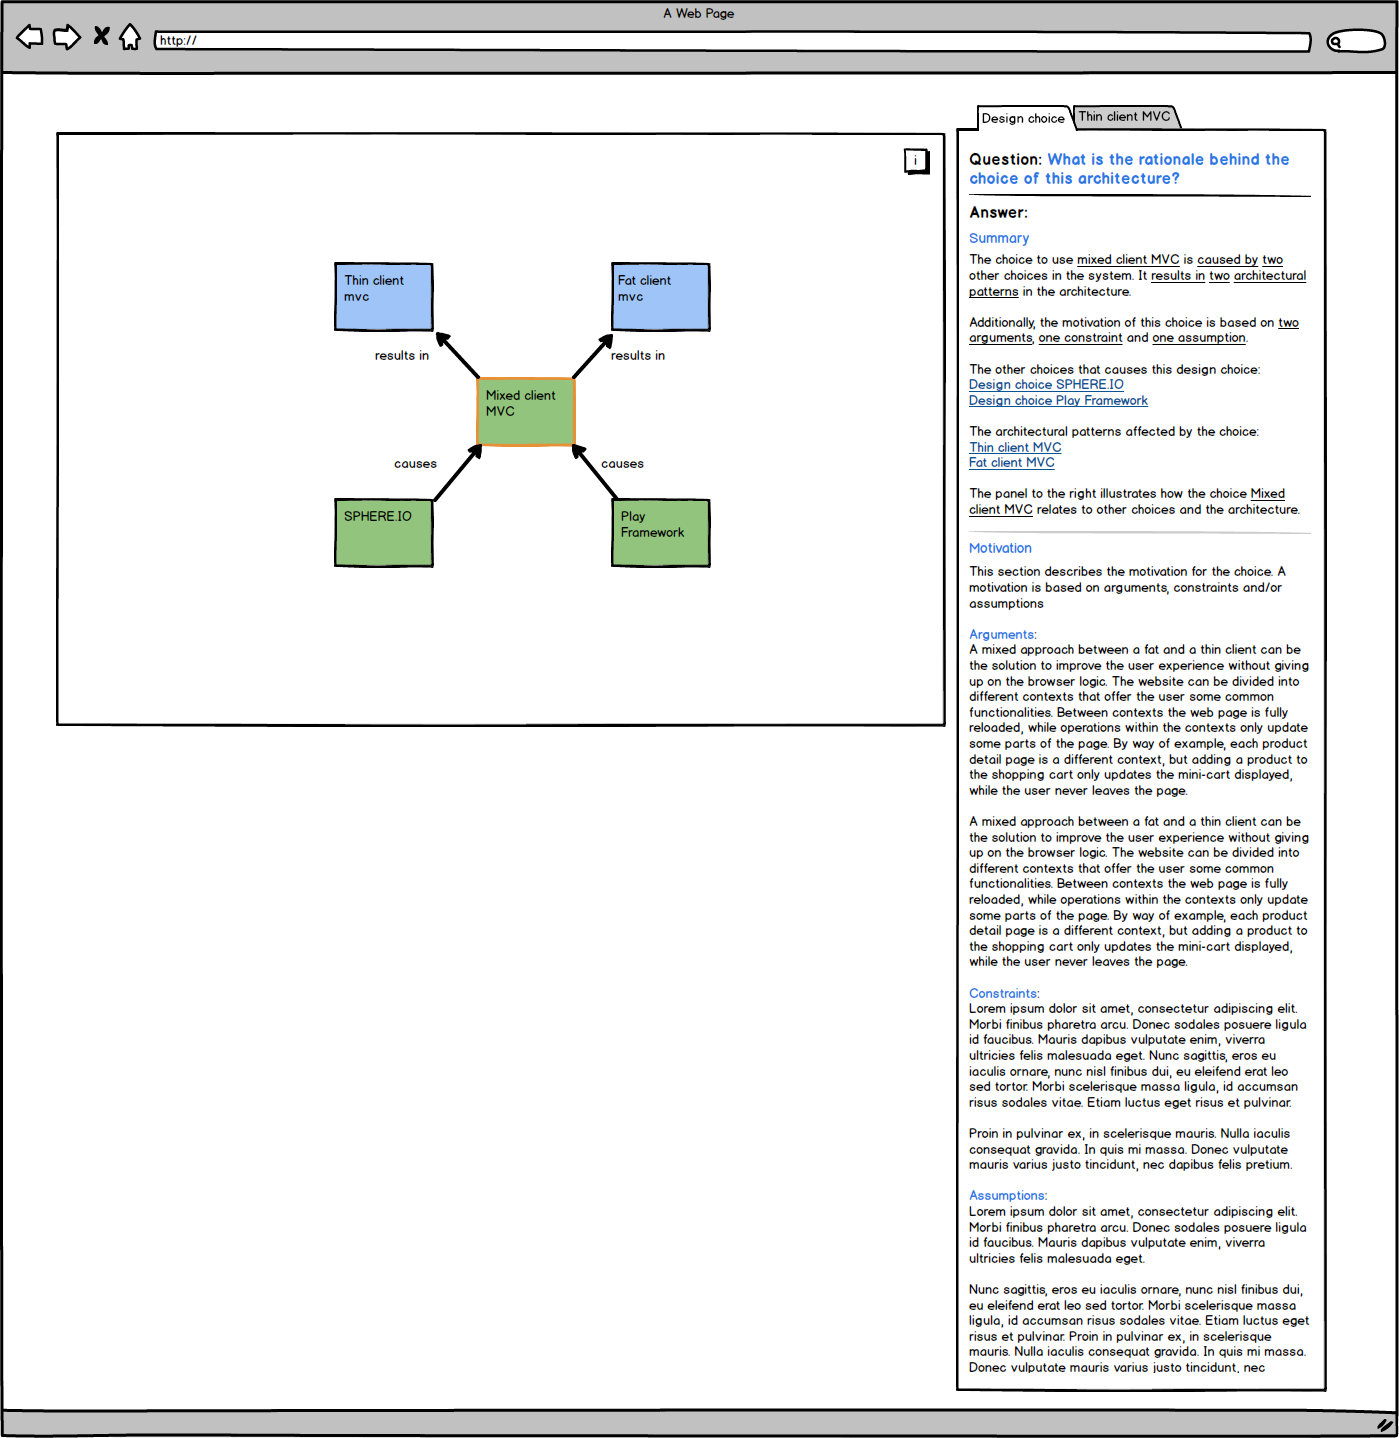 A Web Page
http://
Design choice
Thin client MVC
i
Thin client
mvc
Fat client
mvc
results in
results in
Mixed client
MVC
causes
causes
SPHERE.IO
Play
Framework
Question: What is the rationale behind the
choice of this architecture?
Answer:
Summary
The choice to use mixed client MVC is caused by two
other choices in the system. It results in two architectural
patterns in the architecture.
Additionally, the motivation of this choice is based on two
arguments, one constraint and one assumption.
The other choices that causes this design choice:
Design choice SPHERE.IO
Design choice Play Framework
The architectural patterns affected by the choice:
Thin client MVC
Fat client MVC
The panel to the right illustrates how the choice Mixed
client MVC relates to other choices and the architecture.
Motivation
This section describes the motivation for the choice. A
motivation is based on arguments, constraints and/or
assumptions
Arguments:
A mixed approach between a fat and a thin client can be
the solution to improve the user experience without giving
up on the browser logic. The website can be divided into
different contexts that offer the user some common
functionalities. Between contexts the web page is fully
reloaded, while operations within the contexts only update
some parts of the page. By way of example, each product
detail page is a different context, but adding a product to
the shopping cart only updates the mini-cart displayed,
while the user never leaves the page.
A mixed approach between a fat and a thin client can be
the solution to improve the user experience without giving
up on the browser logic. The website can be divided into
different contexts that offer the user some common
functionalities. Between contexts the web page is fully
reloaded, while operations within the contexts only update
some parts of the page. By way of example, each product
detail page is a different context, but adding a product to
the shopping cart only updates the mini-cart displayed,
while the user never leaves the page.
Constraints:
Lorem ipsum dolor sit amet, consectetur adipiscing elit.
Morbi finibus pharetra arcu. Donec sodales posuere ligula
id faucibus. Mauris dapibus vulputate enim, viverra
ultricies felis malesuada eget. Nunc sagittis, eros eu
iaculis ornare, nunc nisl finibus dui, eu eleifend erat leo
sed tortor. Morbi scelerisque massa ligula, id accumsan
risus sodales vitae. Etiam luctus eget risus et pulvinar.
Proin in pulvinar ex, in scelerisque mauris. Nulla iaculis
consequat gravida. In quis mi massa. Donec vulputate
mauris varius justo tincidunt, nec dapibus felis pretium.
Assumptions:
Lorem ipsum dolor sit amet, consectetur adipiscing elit.
Morbi finibus pharetra arcu. Donec sodales posuere ligula
id faucibus. Mauris dapibus vulputate enim, viverra
ultricies felis malesuada eget.
Nunc sagittis, eros eu iaculis ornare, nunc nisl finibus dui,
eu eleifend erat leo sed tortor. Morbi scelerisque massa
ligula, id accumsan risus sodales vitae. Etiam luctus eget
risus et pulvinar. Proin in pulvinar ex, in scelerisque
mauris. Nulla iaculis consequat gravida. In quis mi massa.
Donec vulputate mauris varius justo tincidunt, nec